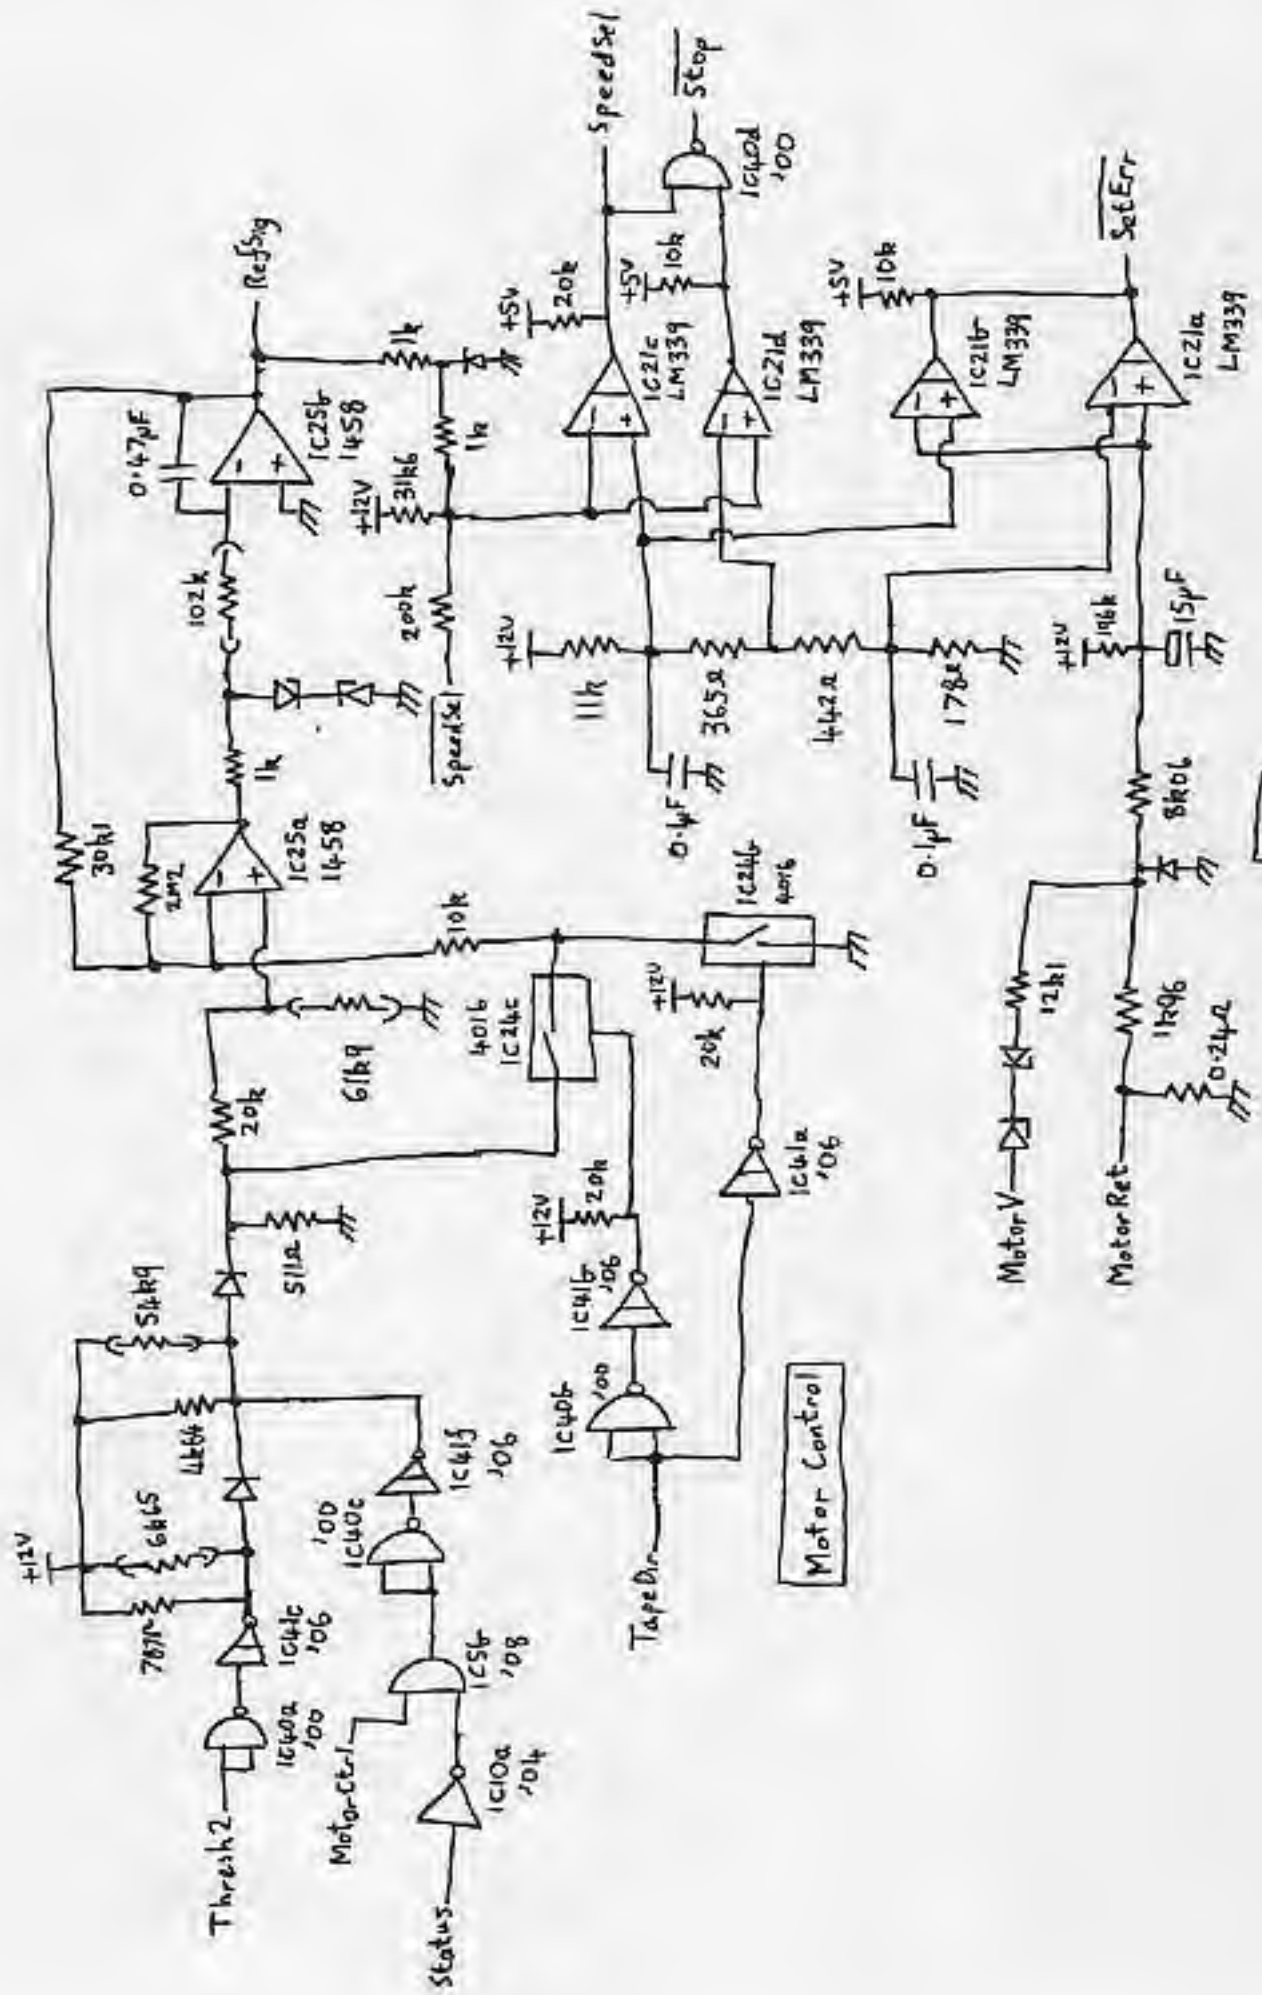 +12V
787Ω
6k65
4k64
54k9
Thresh2
IC40a
'00
IC41c
'06
MotorCtrl
Status
IC10a
'04
IC5b
'08
'00
IC40c
IC41f
'06
511Ω
20k
61k9
30k1
2M2
IC25a
1458
1k
102k
0.47µF
IC25b
1458
RefSig
10k
4016
IC24c
IC24b
4016
+12V
20k
TapeDir
IC40b
'00
IC41b
'06
+12V
20k
IC41a
'06
Motor Control
SpeedSel
200k
+12V
31k6
1k
1k
+12V
11k
365Ω
442Ω
178Ω
0.1µF
0.1µF
+5V
20k
IC21c
LM339
SpeedSel
+5V
10k
IC21d
LM339
IC40d
'00
Stop
+5V
10k
IC21b
LM339
IC21a
LM339
SetErr
MotorV
12k1
MotorRet
1k96
0.24Ω
8k06
+12V
196k
15µF